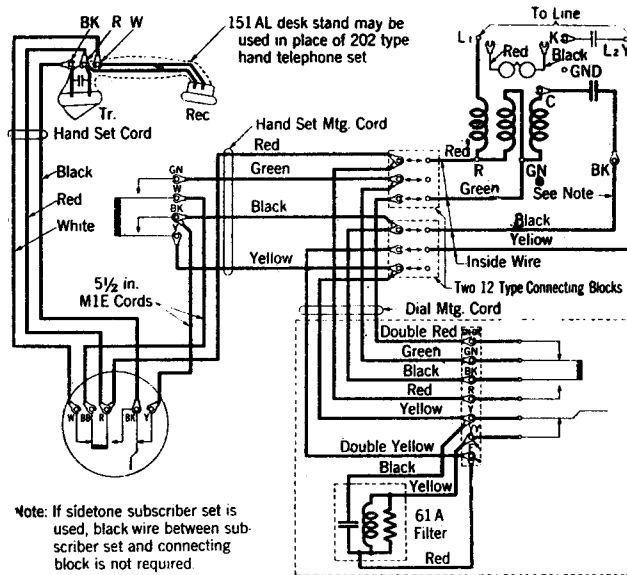 BK R W
151 AL desk stand may be
used in place of 202 type
hand telephone set
To Line
L1
K
L2 Y
Red
Black
GND
Tr.
Rec
C
Hand Set Cord
Hand Set Mtg. Cord
Red
Red
R
GN
BK
Green
Green
See Note
Black
Red
White
GN
W
BK
Y
Black
Black
Yellow
Yellow
Inside Wire
Two 12 Type Connecting Blocks
5½ in.
M1E Cords
Dial Mtg. Cord
Double Red
Green
GN
Black
BK
Red
R
Yellow
Y
Double Yellow
Black
Yellow
61 A
Filter
Red
W BB R BK Y
Note: If sidetone subscriber set is
used, black wire between sub-
scriber set and connecting
block is not required.